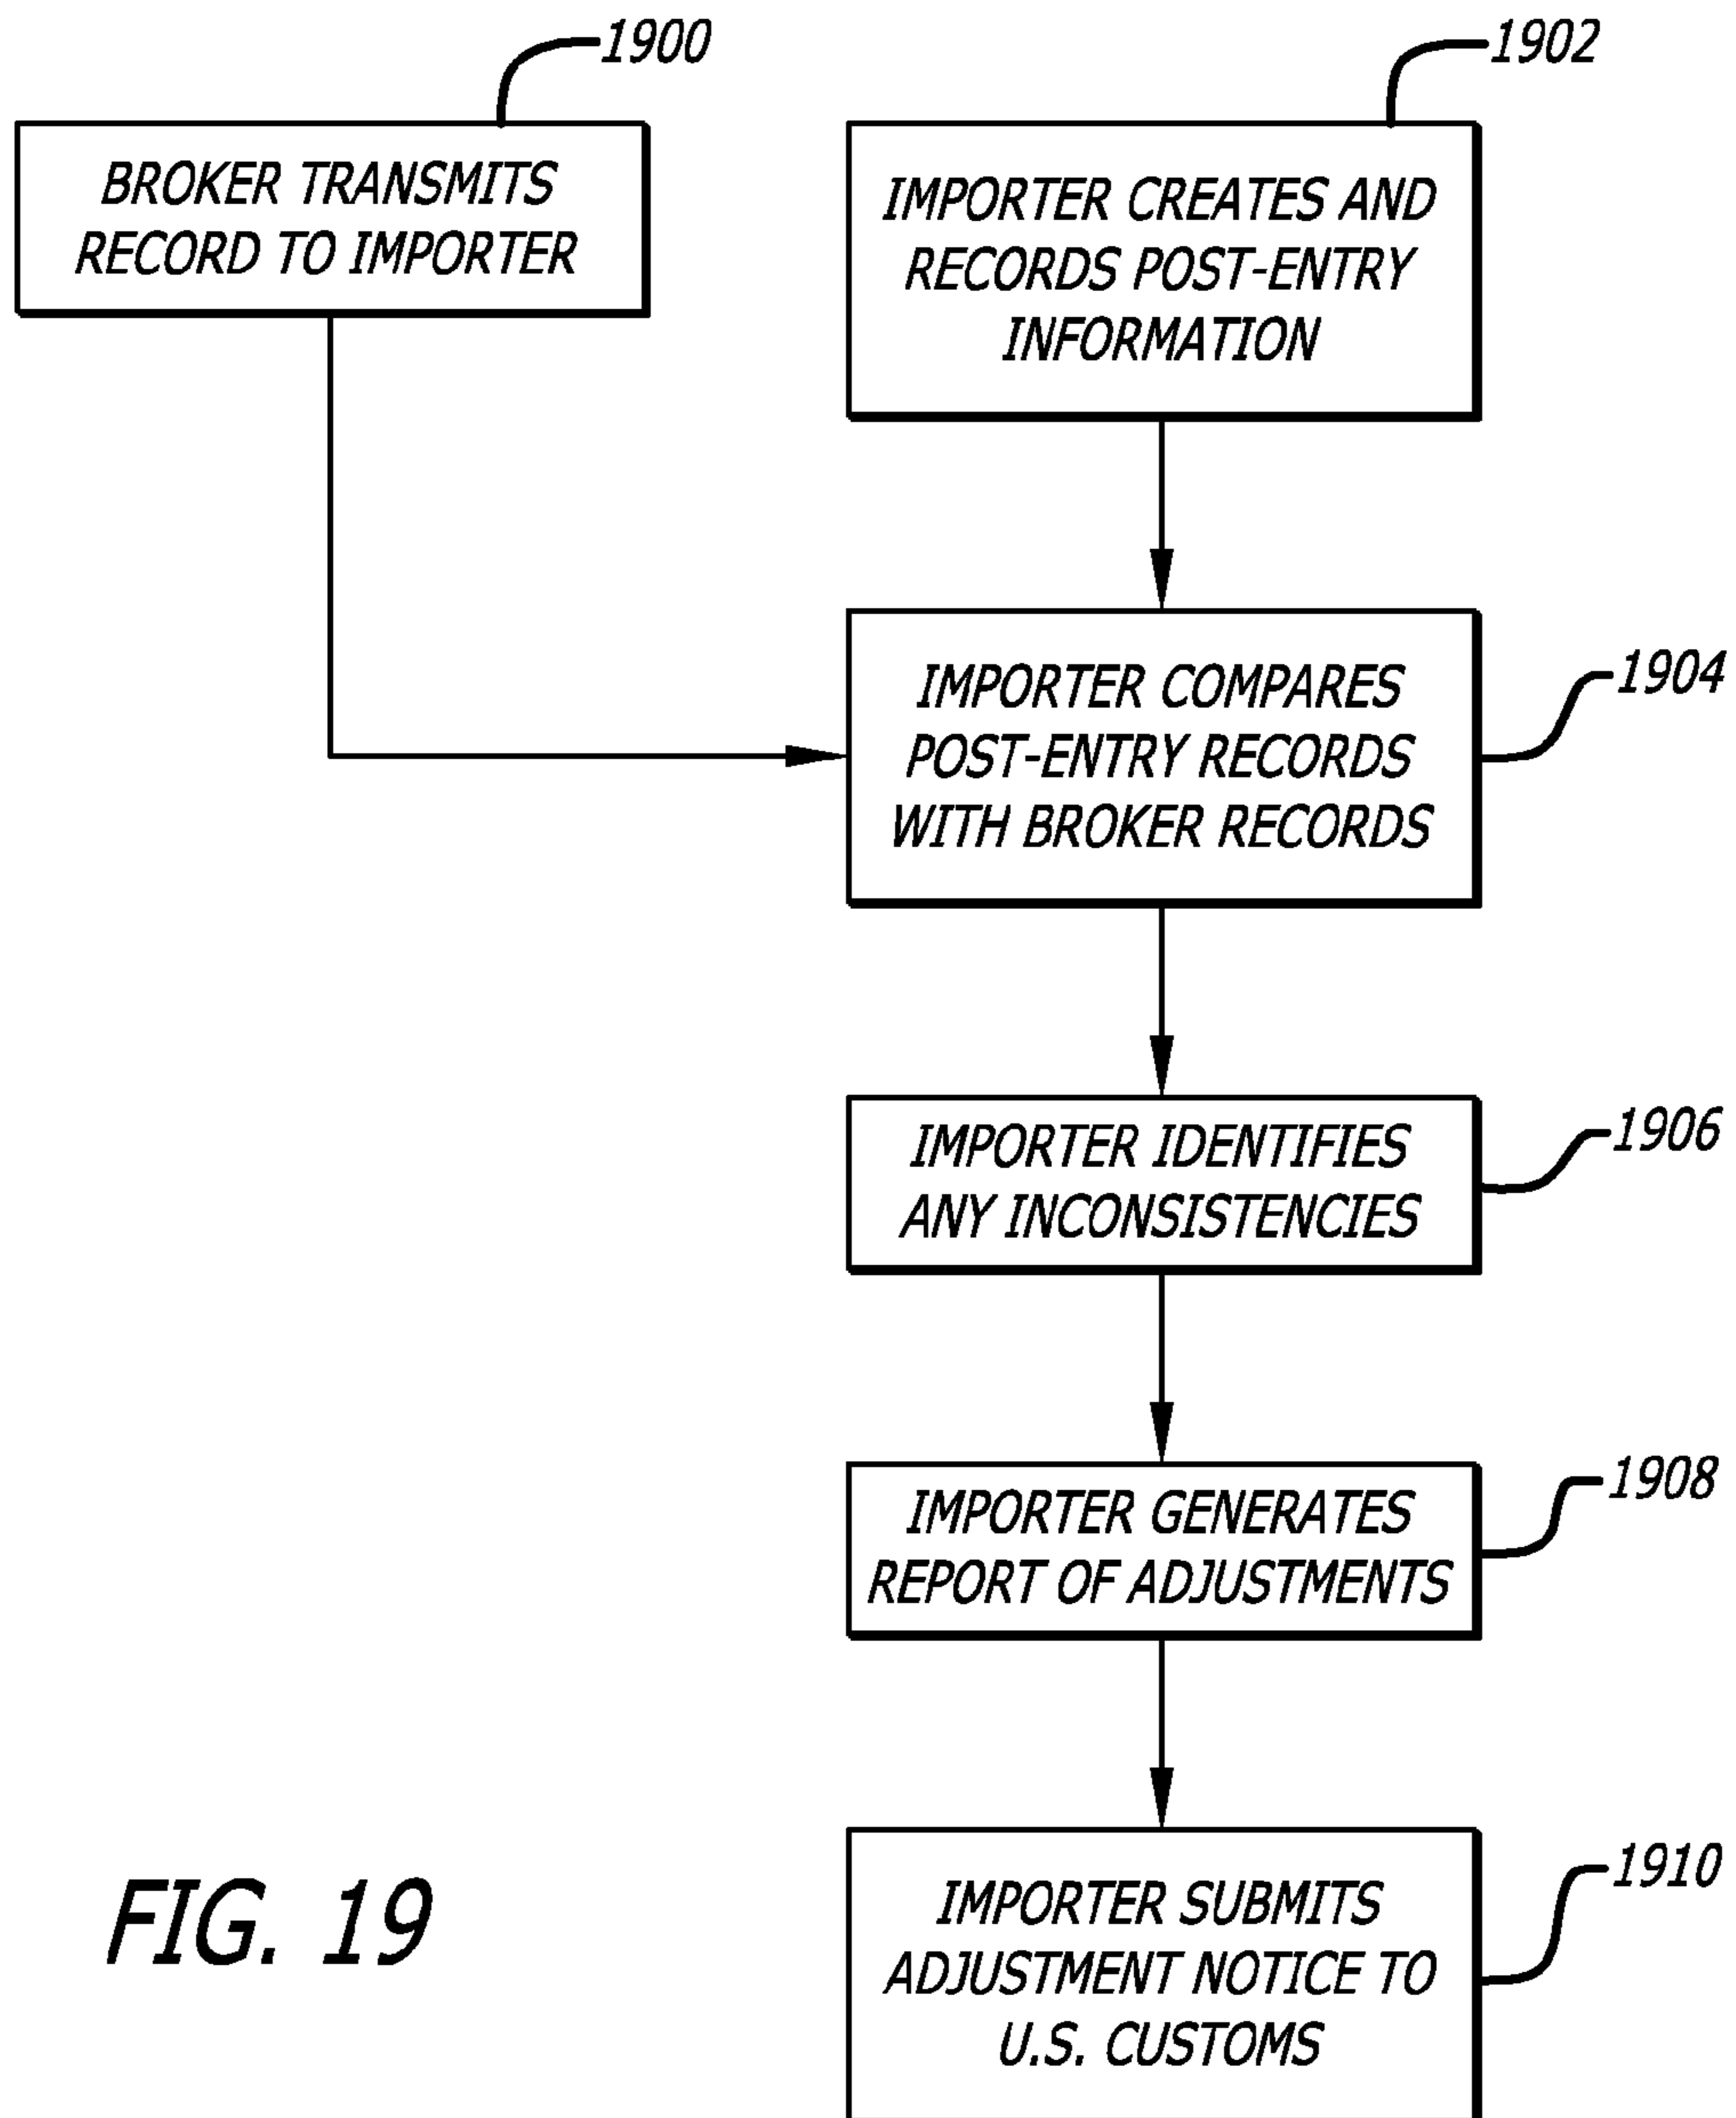 1900
BROKER TRANSMITS
RECORD TO IMPORTER
1902
IMPORTER CREATES AND
RECORDS POST-ENTRY
INFORMATION
1904
IMPORTER COMPARES
POST-ENTRY RECORDS
WITH BROKER RECORDS
1906
IMPORTER IDENTIFIES
ANY INCONSISTENCIES
1908
IMPORTER GENERATES
REPORT OF ADJUSTMENTS
1910
IMPORTER SUBMITS
ADJUSTMENT NOTICE TO
U.S. CUSTOMS
FIG. 19